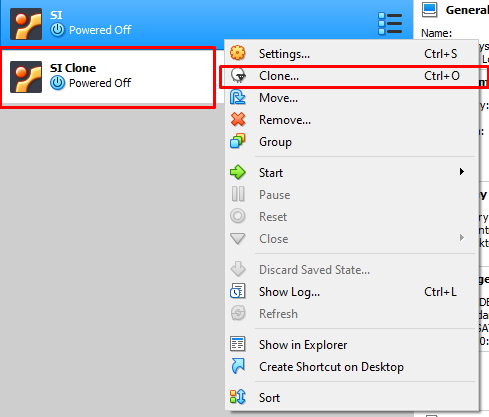 SI
Powered Off
SI Clone
Powered Off
Settings... Ctrl+S
Clone... Ctrl+O
Move...
Remove...
Group
Start
Pause
Reset
Close
Discard Saved State...
Show Log... Ctrl+L
Refresh
Show in Explorer
Create Shortcut on Desktop
Sort
General
Name: